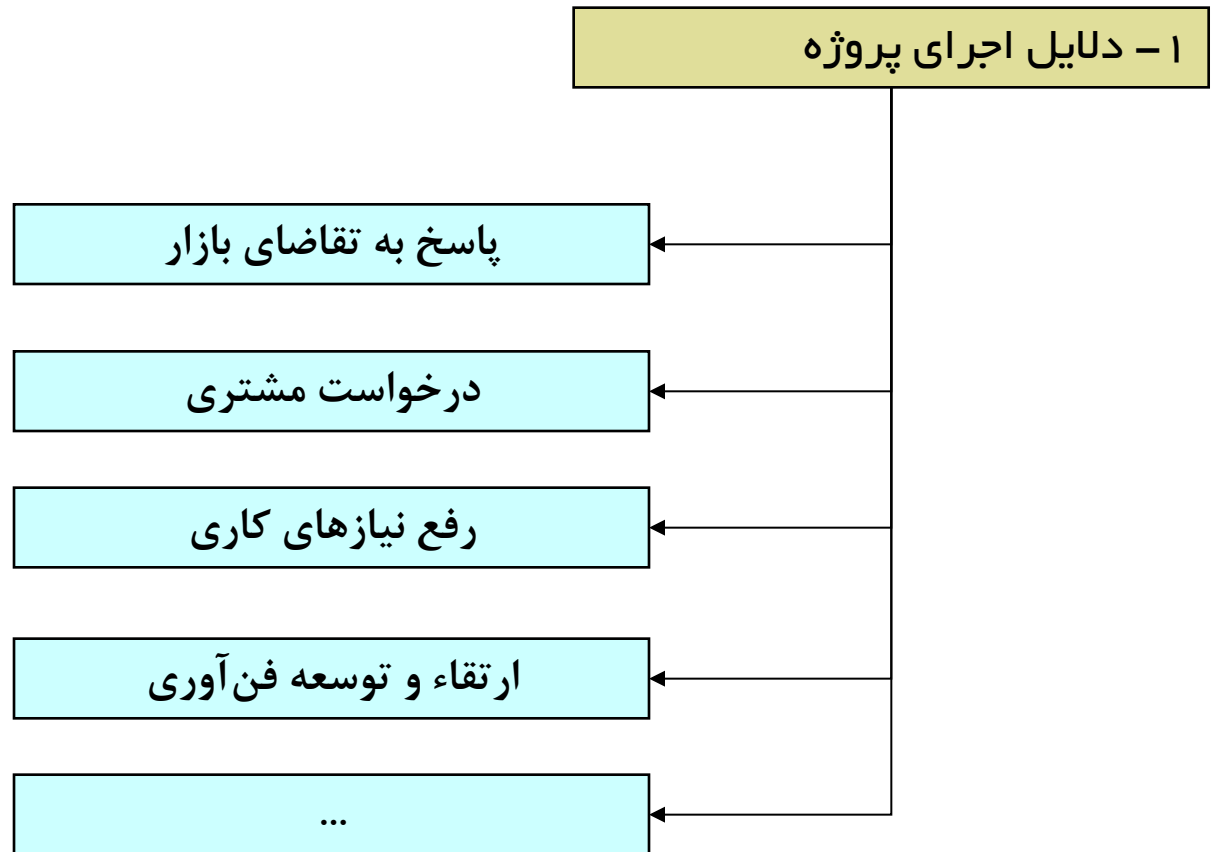 ۱ – دلایل اجرای پروژه
پاسخ به تقاضای بازار
درخواست مشتری
رفع نیازهای کاری
ارتقاء و توسعه فن‌آوری
...